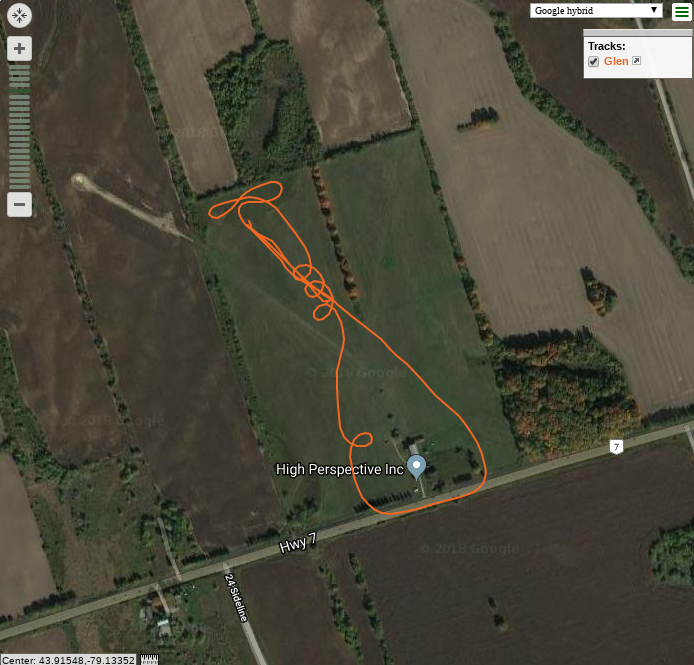 Google hybrid
Tracks:
Glen
© 2018 Google
© 2018 Google
© 2018 Google
7
High Perspective Inc
Hwy 7
© 2018 Google
24 Sideline
Center: 43.91548,-79.13352